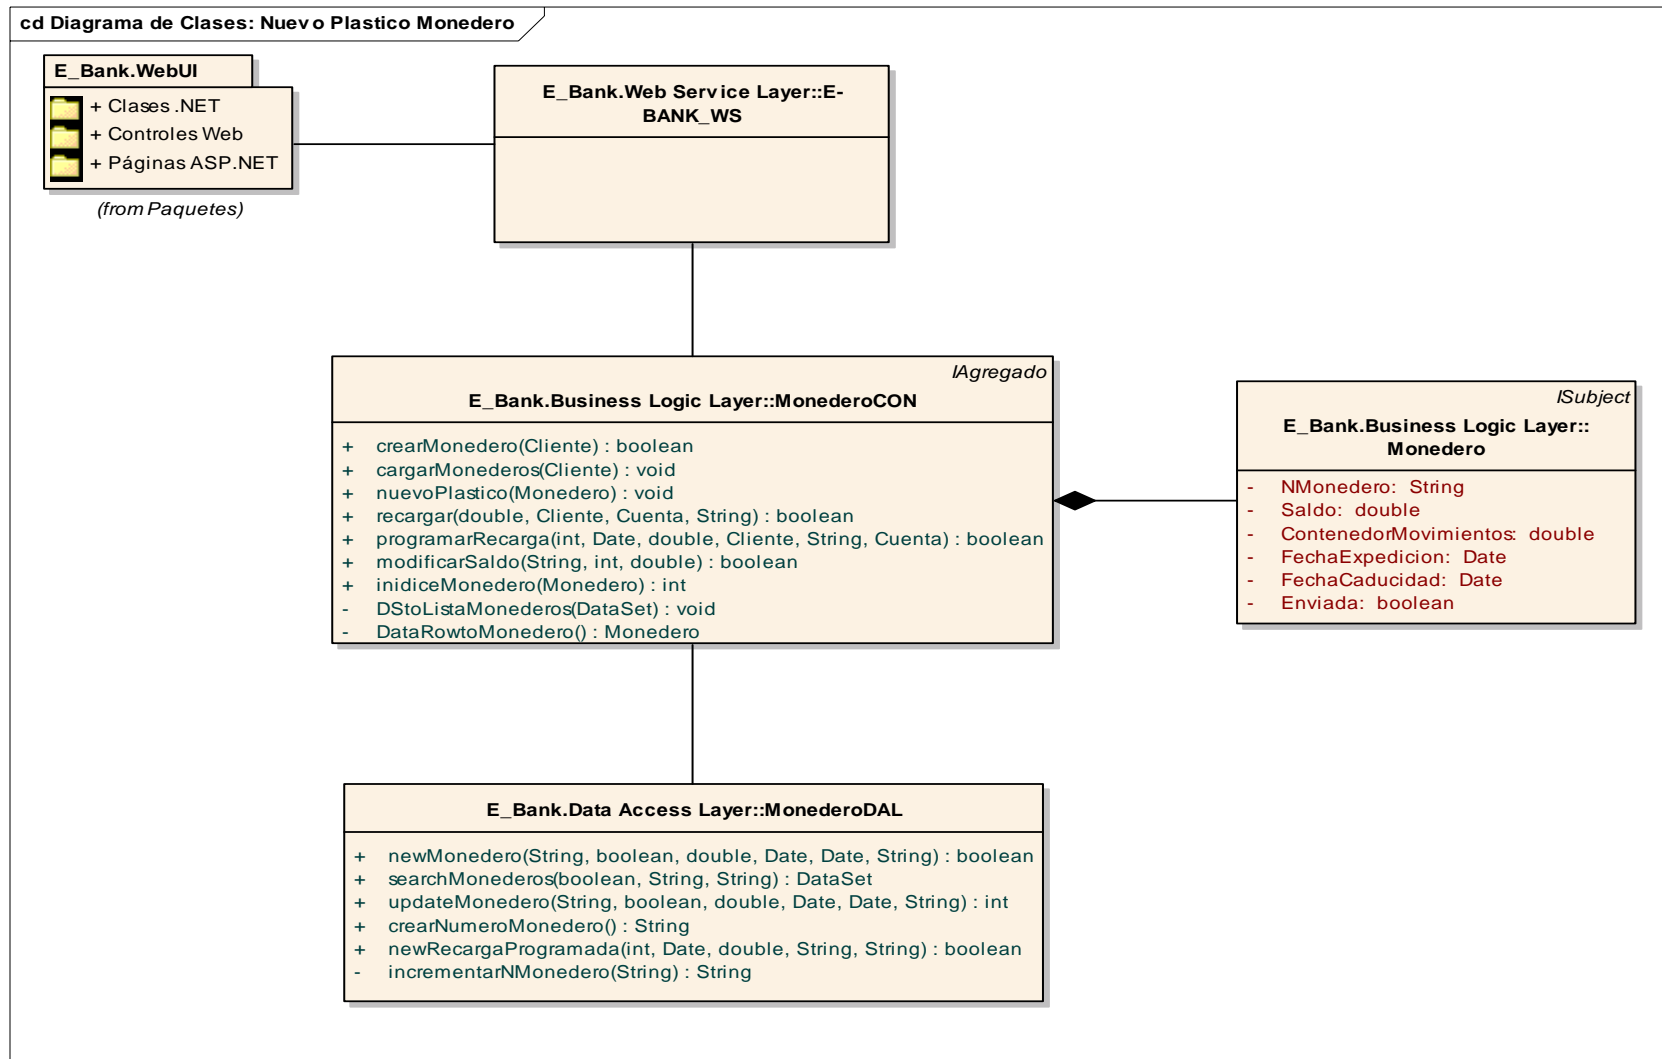 cd Diagrama de Clases: Nuevo Plastico Monedero
E_Bank.WebUI
+ Clases .NET
+ Controles Web
+ Páginas ASP.NET
(from Paquetes)
E_Bank.Web Service Layer::E-
BANK_WS
IAgregado
E_Bank.Business Logic Layer::MonederoCON
+ crearMonedero(Cliente) : boolean
+ cargarMonederos(Cliente) : void
+ nuevoPlastico(Monedero) : void
+ recargar(double, Cliente, Cuenta, String) : boolean
+ programarRecarga(int, Date, double, Cliente, String, Cuenta) : boolean
+ modificarSaldo(String, int, double) : boolean
+ inidiceMonedero(Monedero) : int
- DStoListaMonederos(DataSet) : void
- DataRowtoMonedero() : Monedero
ISubject
E_Bank.Business Logic Layer::
Monedero
- NMonedero: String
- Saldo: double
- ContenedorMovimientos: double
- FechaExpedicion: Date
- FechaCaducidad: Date
- Enviada: boolean
E_Bank.Data Access Layer::MonederoDAL
+ newMonedero(String, boolean, double, Date, Date, String) : boolean
+ searchMonederos(boolean, String, String) : DataSet
+ updateMonedero(String, boolean, double, Date, Date, String) : int
+ crearNumeroMonedero() : String
+ newRecargaProgramada(int, Date, double, String, String) : boolean
- incrementarNMonedero(String) : String